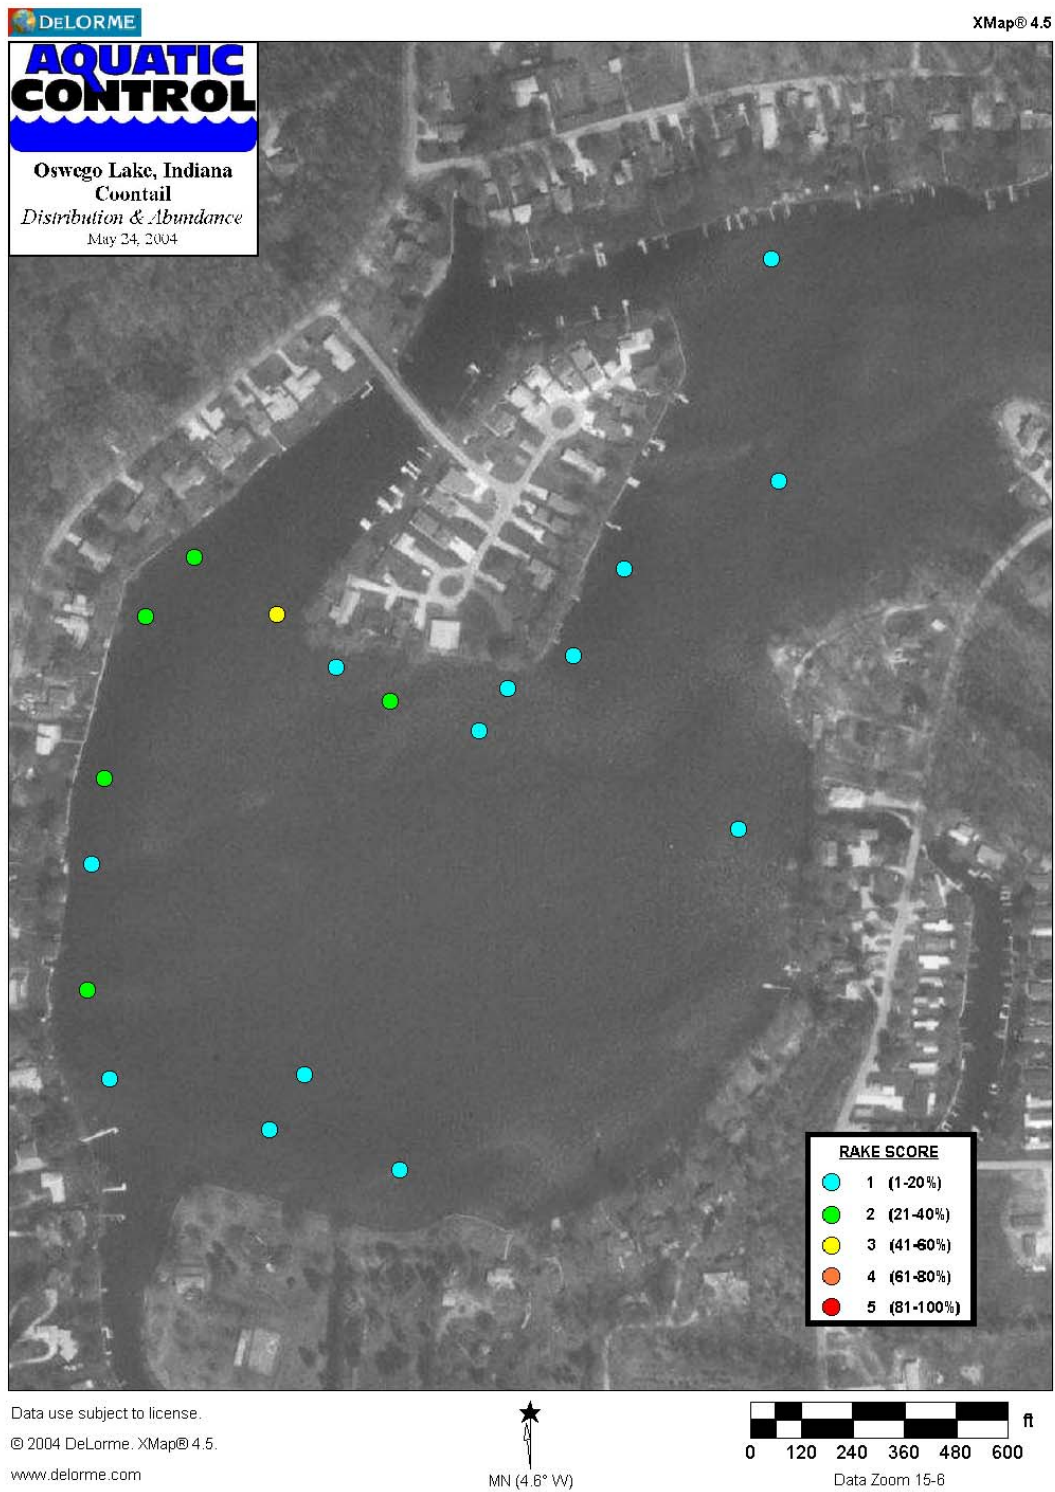 DELORME
XMap® 4.5
AQUATIC
CONTROL
Oswego Lake, Indiana
Coontail
Distribution & Abundance
May 24, 2004
RAKE SCORE
1 (1-20%)
2 (21-40%)
3 (41-60%)
4 (61-80%)
5 (81-100%)
Data use subject to license.
© 2004 DeLorme. XMap® 4.5.
www.delorme.com
MN (4.6° W)
ft
0 120 240 360 480 600
Data Zoom 15-6